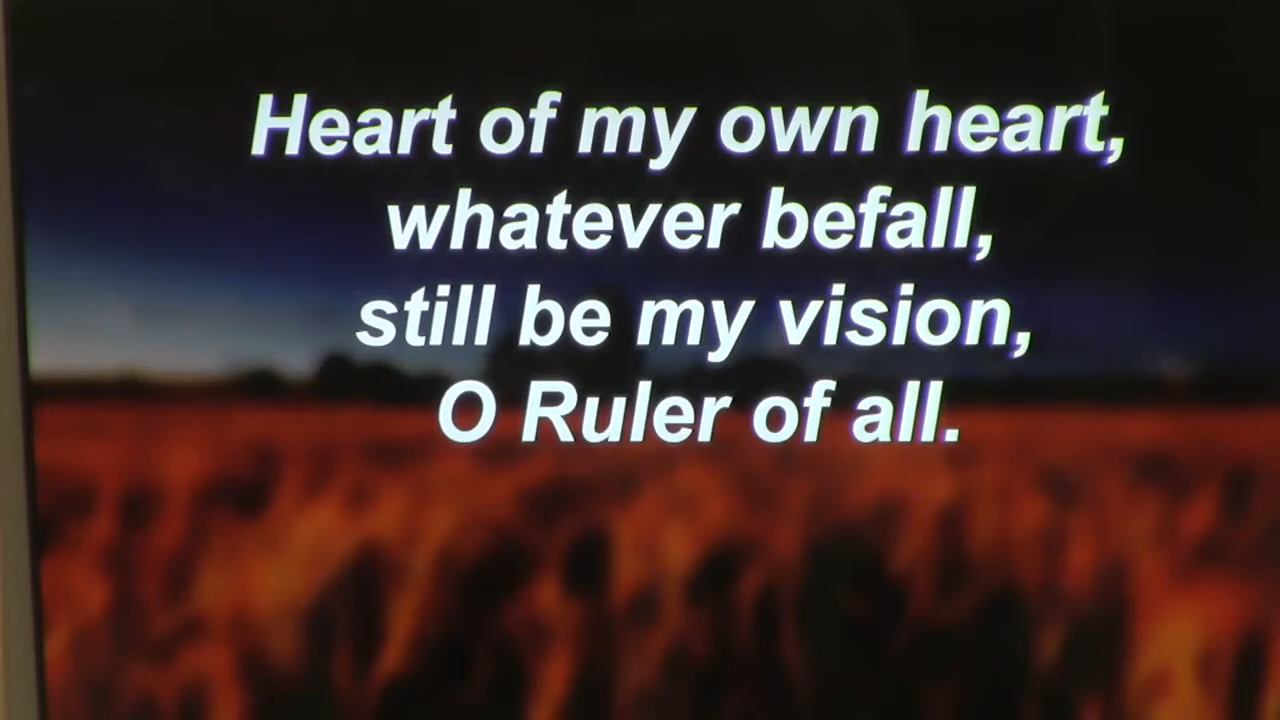 Heart of my own heart,
whatever befall,
still be my vision,
O Ruler of all.